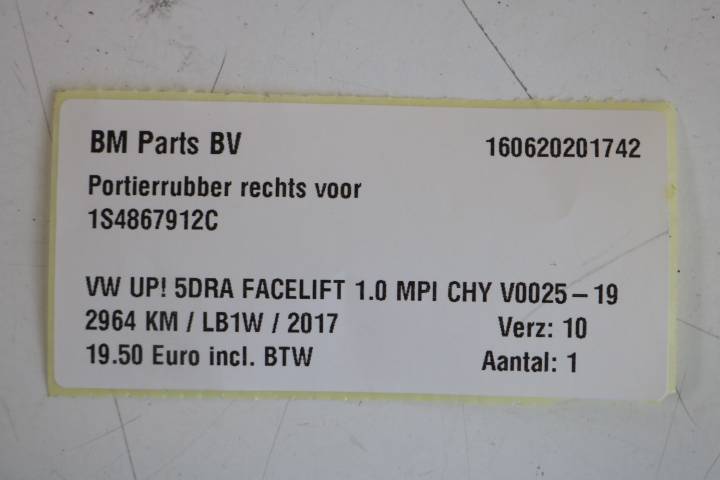 BM Parts BV 160620201742
Portierrubber rechts voor
1S4867912C
VW UP! 5DRA FACELIFT 1.0 MPI CHY V0025-19
2964 KM / LB1W / 2017 Verz: 10
19.50 Euro incl. BTW Aantal: 1